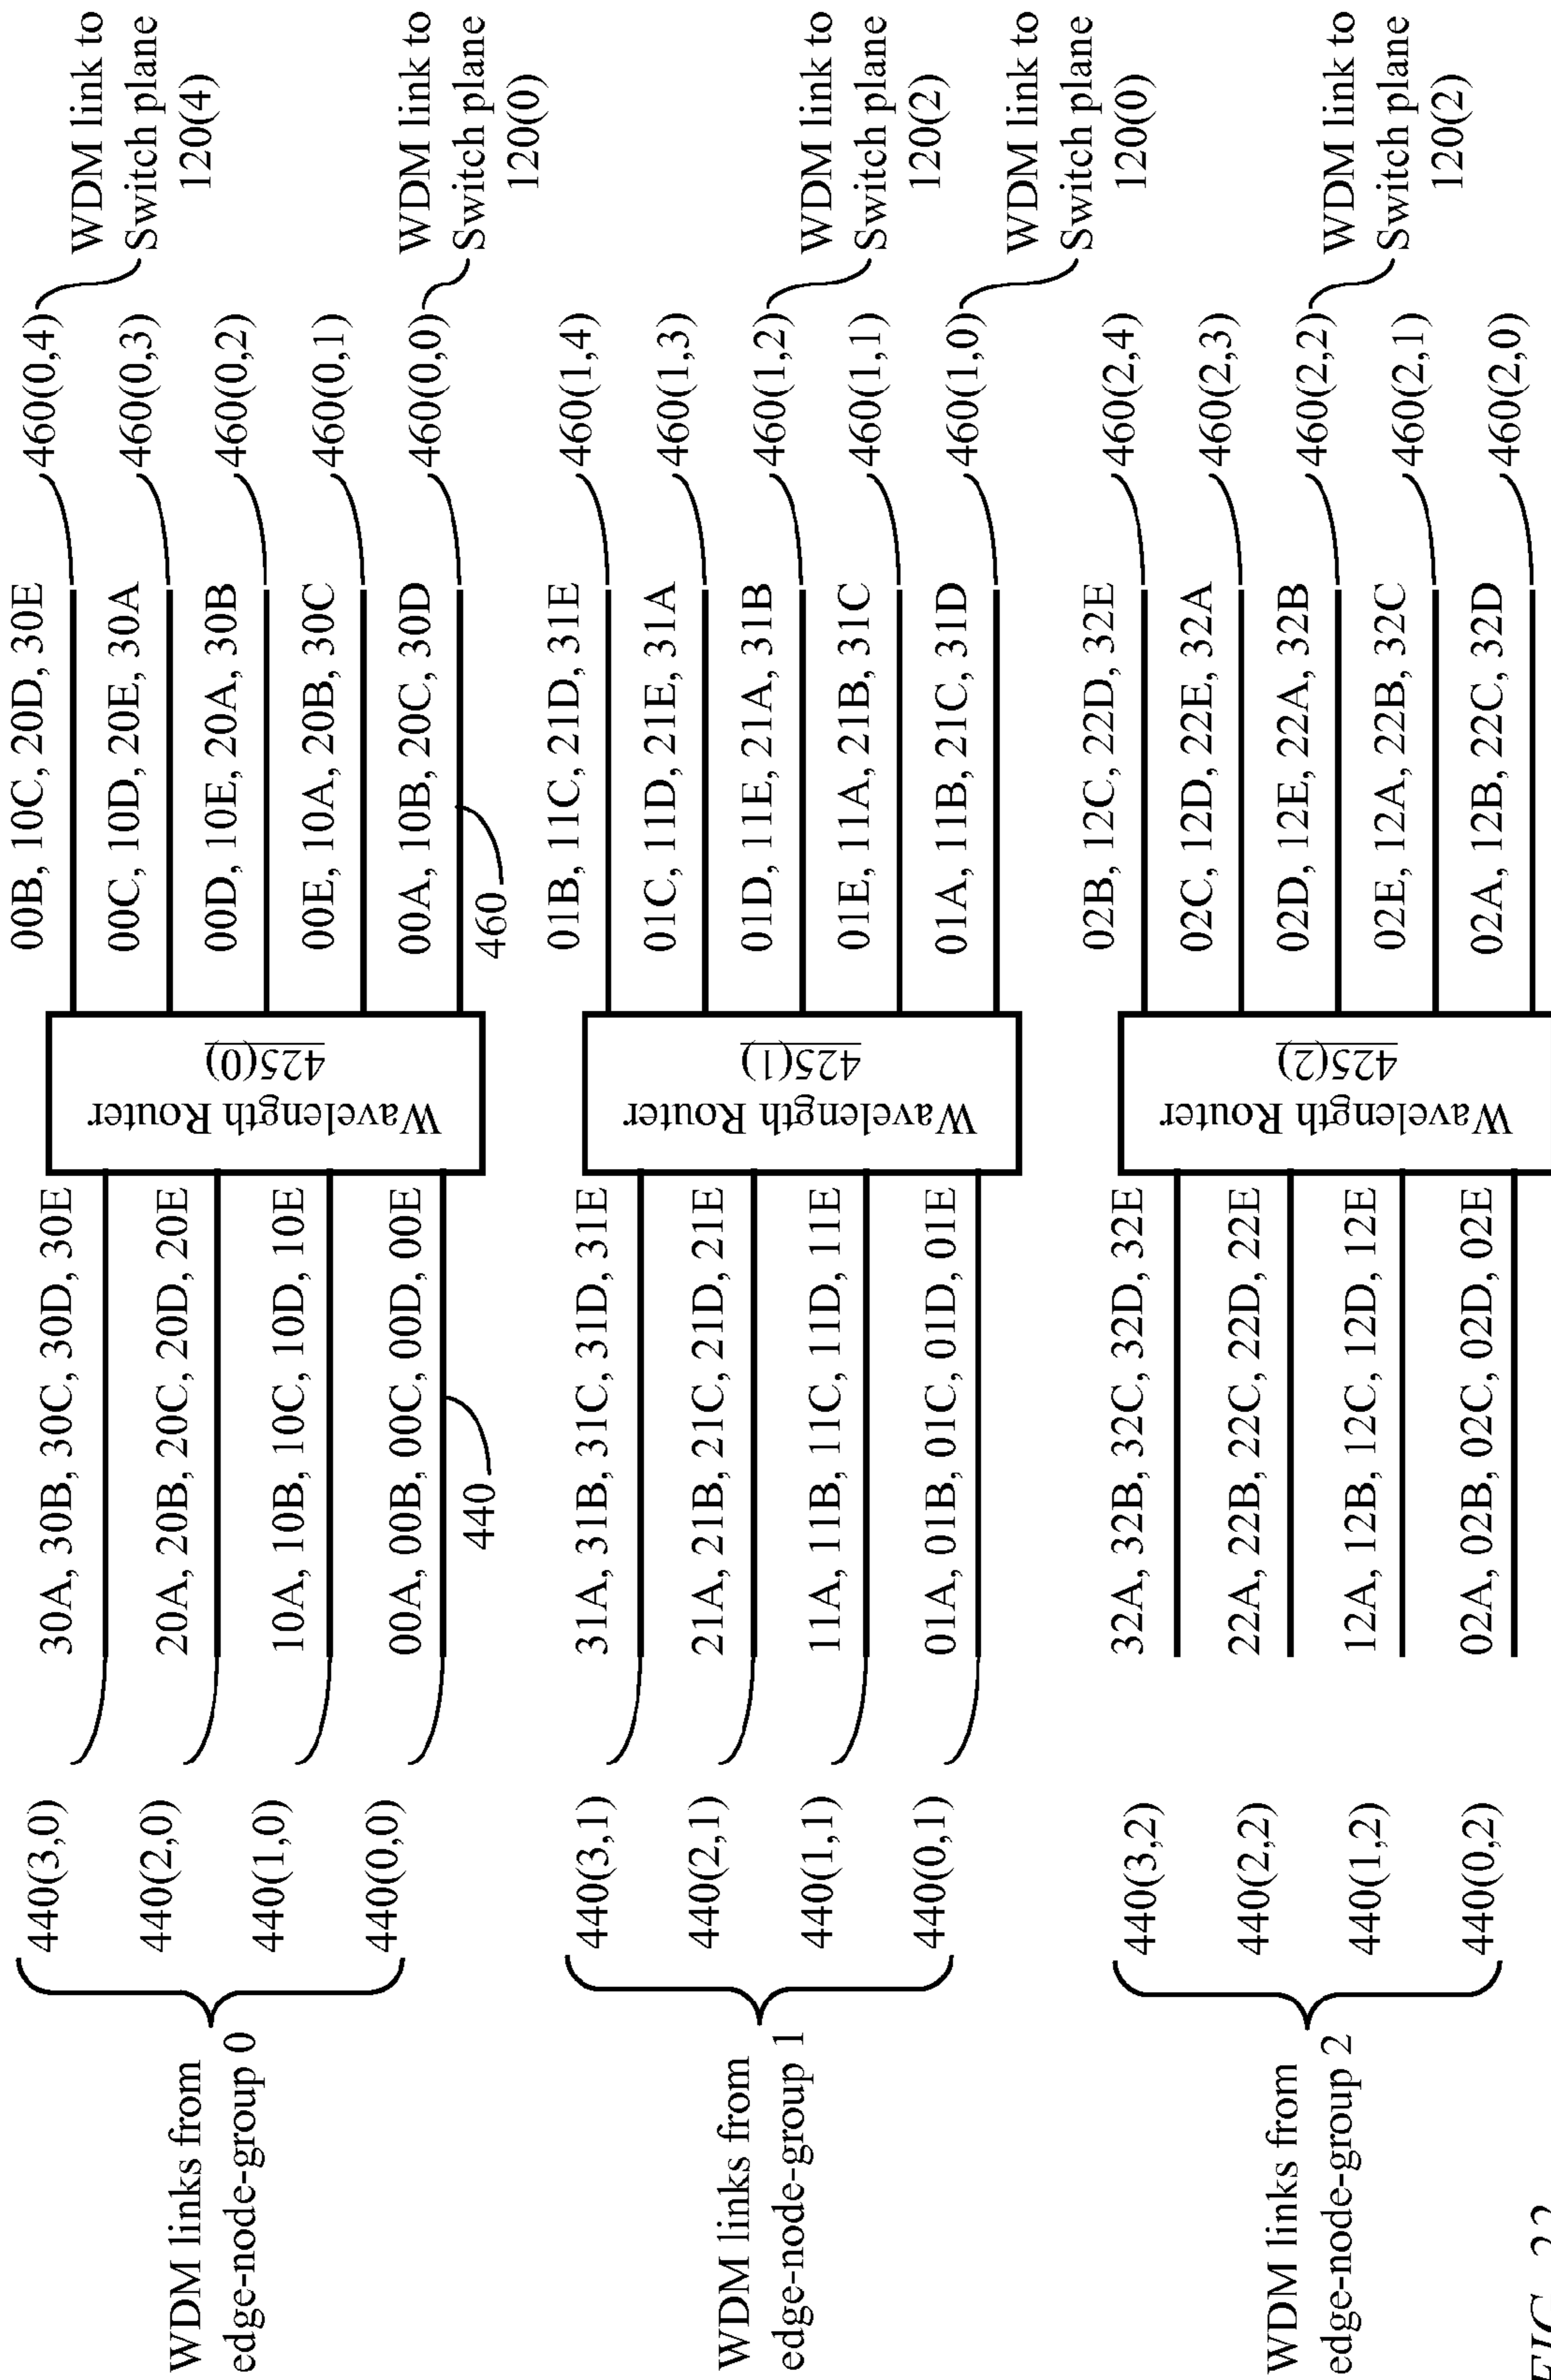 WDM links from
edge-node-group 0
440(3,0)
440(2,0)
440(1,0)
440(0,0)
30A, 30B, 30C, 30D, 30E
20A, 20B, 20C, 20D, 20E
10A, 10B, 10C, 10D, 10E
00A, 00B, 00C, 00D, 00E
440
Wavelength Router
425(0)
00B, 10C, 20D, 30E
00C, 10D, 20E, 30A
00D, 10E, 20A, 30B
00E, 10A, 20B, 30C
00A, 10B, 20C, 30D
460
460(0,4)
460(0,3)
460(0,2)
460(0,1)
460(0,0)
WDM link to
Switch plane
120(4)
WDM link to
Switch plane
120(0)
WDM links from
edge-node-group 1
440(3,1)
440(2,1)
440(1,1)
440(0,1)
31A, 31B, 31C, 31D, 31E
21A, 21B, 21C, 21D, 21E
11A, 11B, 11C, 11D, 11E
01A, 01B, 01C, 01D, 01E
Wavelength Router
425(1)
01B, 11C, 21D, 31E
01C, 11D, 21E, 31A
01D, 11E, 21A, 31B
01E, 11A, 21B, 31C
01A, 11B, 21C, 31D
460(1,4)
460(1,3)
460(1,2)
460(1,1)
460(1,0)
WDM link to
Switch plane
120(2)
WDM link to
Switch plane
120(0)
WDM links from
edge-node-group 2
440(3,2)
440(2,2)
440(1,2)
440(0,2)
32A, 32B, 32C, 32D, 32E
22A, 22B, 22C, 22D, 22E
12A, 12B, 12C, 12D, 12E
02A, 02B, 02C, 02D, 02E
Wavelength Router
425(2)
02B, 12C, 22D, 32E
02C, 12D, 22E, 32A
02D, 12E, 22A, 32B
02E, 12A, 22B, 32C
02A, 12B, 22C, 32D
460(2,4)
460(2,3)
460(2,2)
460(2,1)
460(2,0)
WDM link to
Switch plane
120(2)
FIG. 22